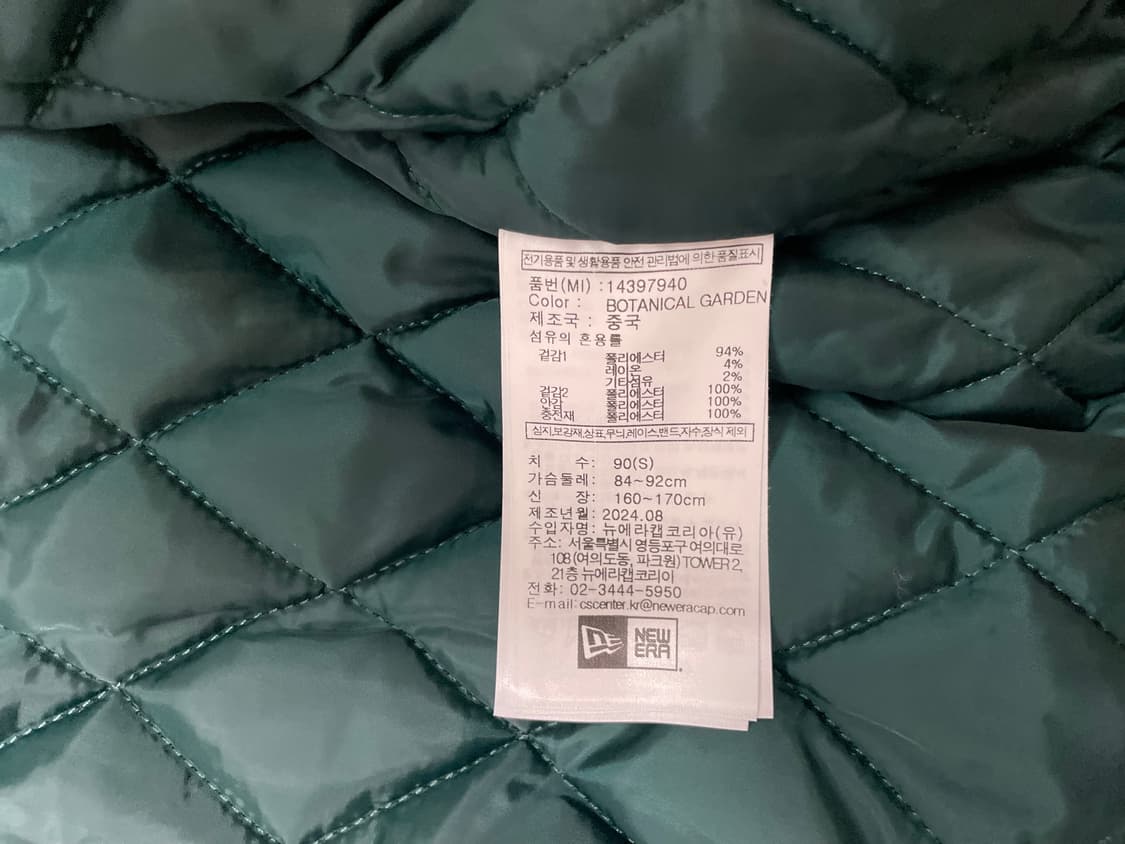 전기용품 및 생활용품 안전 관리법에 의한 품질표시
품번(MI) : 14397940
Color : BOTANICAL GARDEN
제조국 : 중국
섬유의 혼용률
겉감1 폴리에스터 94%
레이온 4%
기타섬유 2%
겉감2 폴리에스터 100%
안감 폴리에스터 100%
충전재 폴리에스터 100%
심지,보강재,상표,무늬,레이스,밴드,자수,장식 제외
치 수: 90(S)
가슴둘레: 84~92cm
신 장: 160~170cm
제조년월: 2024.08
수입자명: 뉴에라캡코리아(유)
주소: 서울특별시 영등포구 여의대로
108(여의도동, 파크원) TOWER 2,
21층 뉴에라캡코리아
전화: 02-3444-5950
E-mail: cscenter.kr@neweracap.com
NEW
ERA